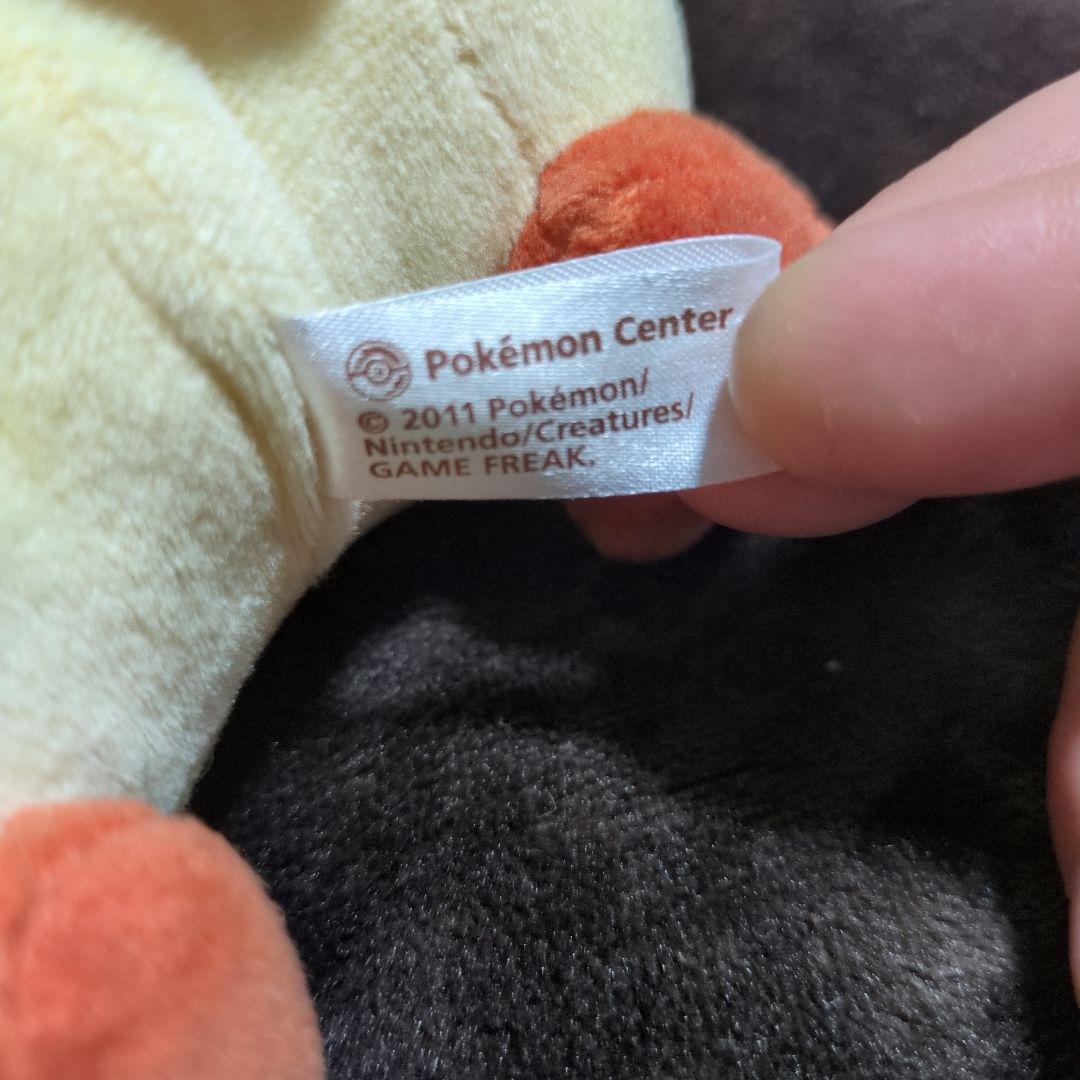 Pokémon Center
© 2011 Pokémon/
Nintendo/Creatures/
GAME FREAK.